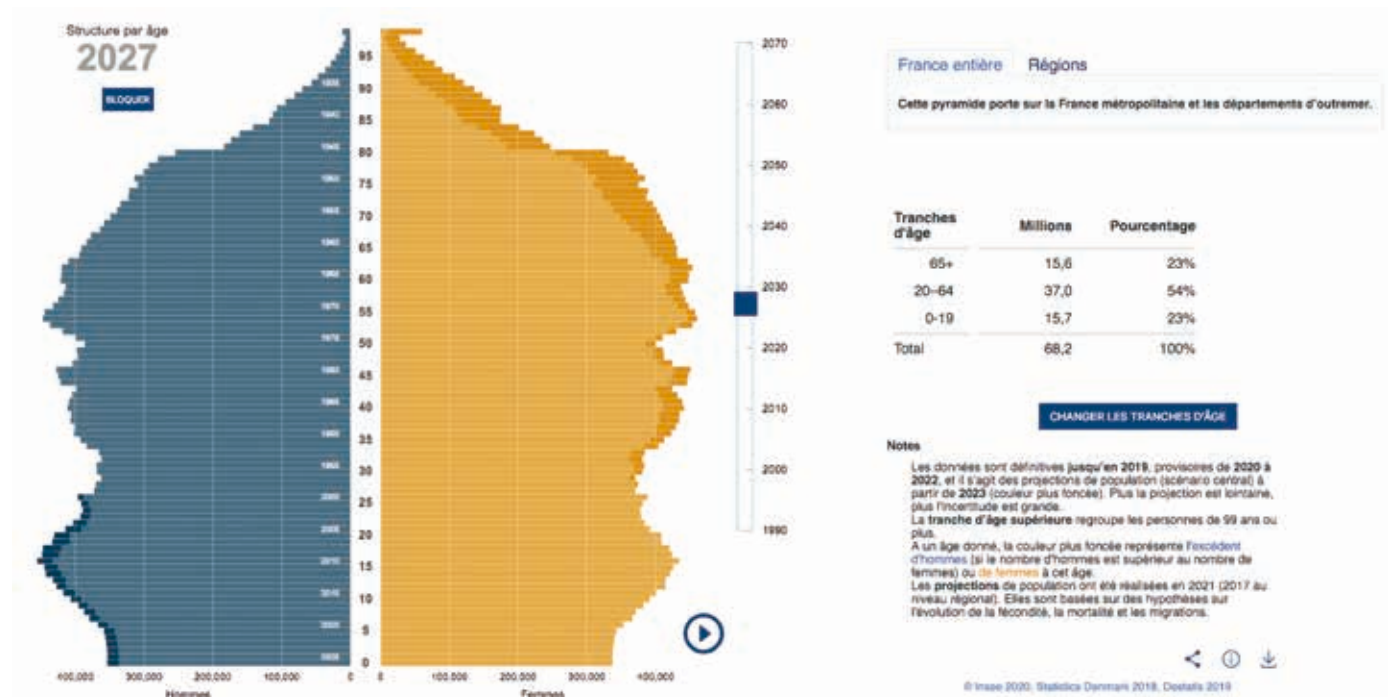 Structure par âge
2027
BLOQUER
95
90
85
80
75
70
65
60
55
50
45
40
35
30
25
20
15
10
5
0
400,000 300,000 200,000 100,000 0
Hommes
0 100,000 200,000 300,000 400,000
Femmes
2070
2060
2050
2040
2030
2020
2010
2000
1990
France entière Régions
Cette pyramide porte sur la France métropolitaine et les départements d'outremer.
Tranches d'âge Millions Pourcentage
65+ 15,6 23%
20–64 37,0 54%
0-19 15,7 23%
Total 68,2 100%
CHANGER LES TRANCHES D'ÂGE
Notes
Les données sont définitives jusqu'en 2019, provisoires de 2020 à
2022, et il s'agit des projections de population (scénario central) à
partir de 2023 (couleur plus foncée). Plus la projection est lointaine,
plus l'incertitude est grande.
La tranche d'âge supérieure regroupe les personnes de 99 ans ou
plus.
A un âge donné, la couleur plus foncée représente l'excédent
d'hommes (si le nombre d'hommes est supérieur au nombre de
femmes) ou de femmes à cet âge.
Les projections de population ont été réalisées en 2021 (2017 au
niveau régional). Elles sont basées sur des hypothèses sur
l'évolution de la fécondité, la mortalité et les migrations.
© Insee 2020, 2018, Destatis 2019